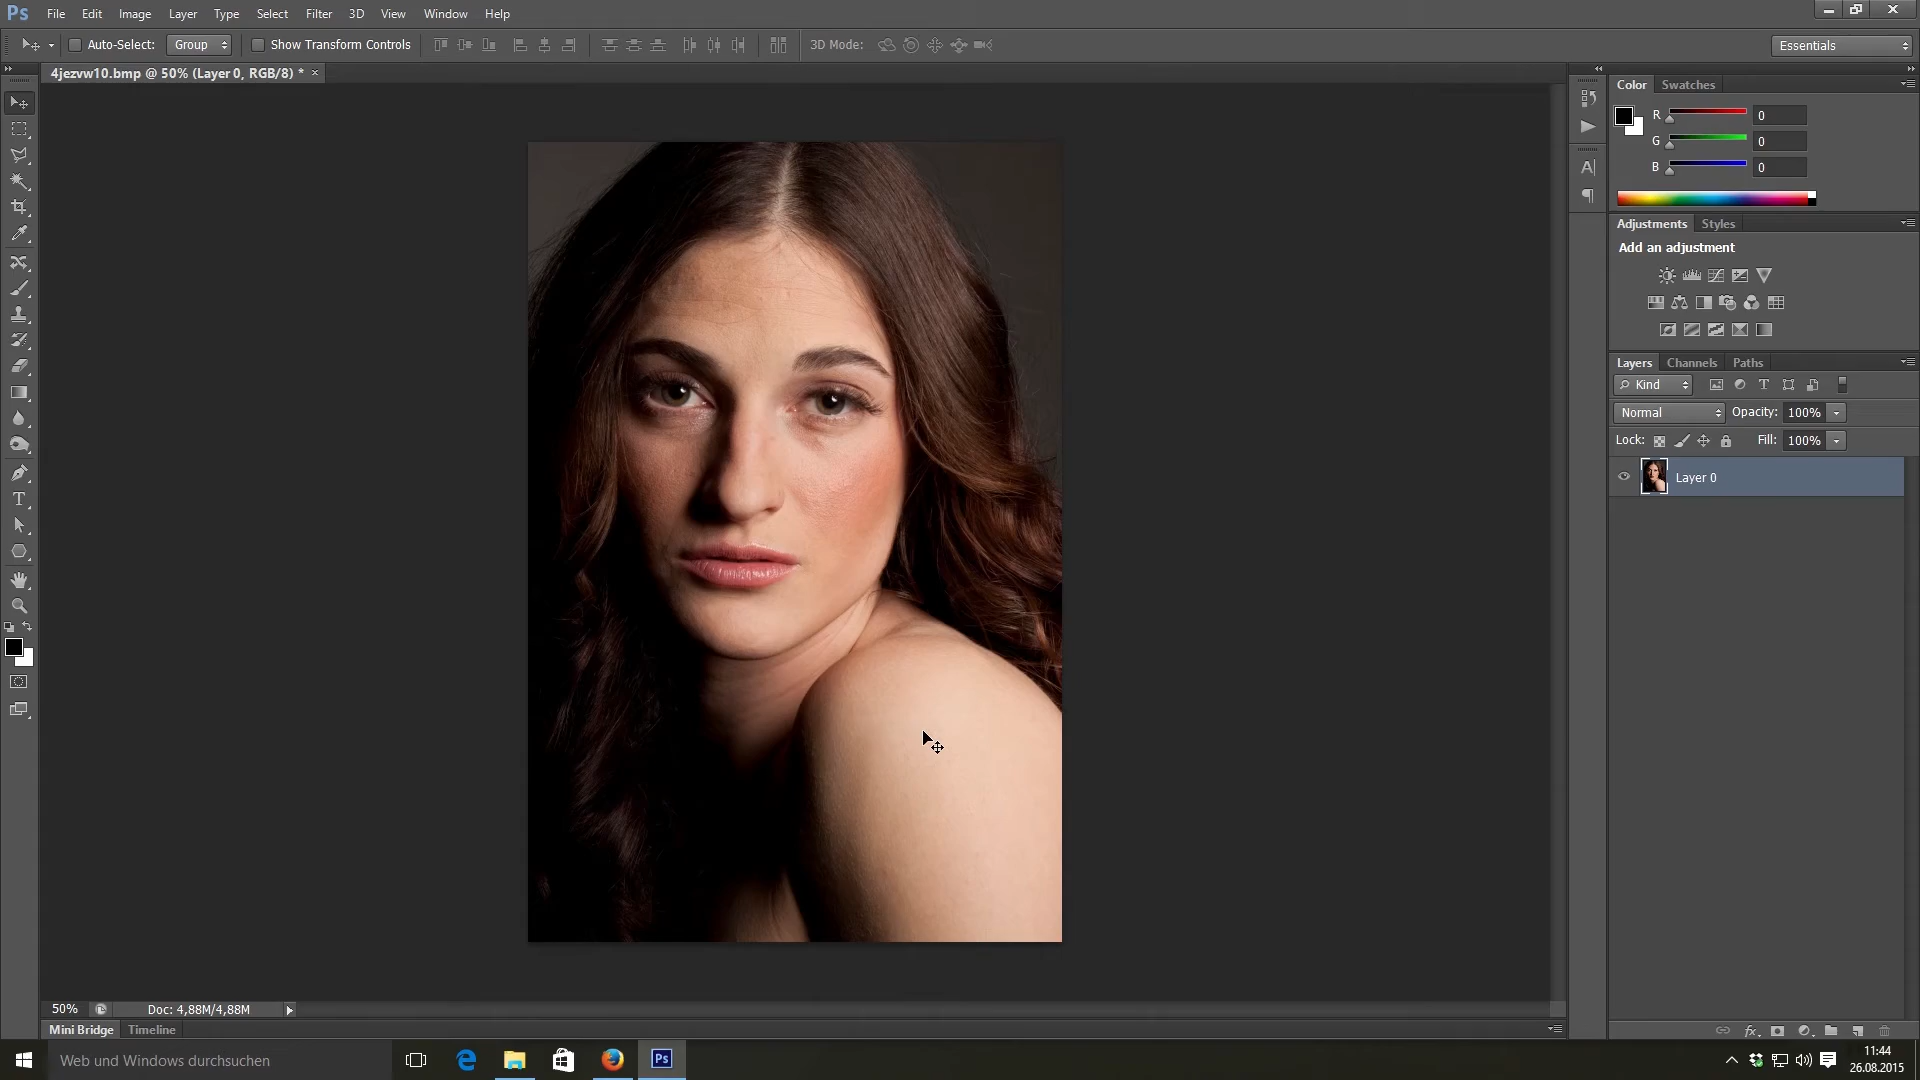 Ps File Edit Image Layer Type Select Filter 3D View Window Help
Auto-Select: Group Show Transform Controls 3D Mode: Essentials
4jezvw10.bmp @ 50% (Layer 0, RGB/8) * ×
Color Swatches
R 0
G 0
B 0
Adjustments Styles
Add an adjustment
Layers Channels Paths
Kind
Normal Opacity: 100%
Lock: Fill: 100%
Layer 0
50% Doc: 4,88M/4,88M
Mini Bridge Timeline
Web und Windows durchsuchen
Ps
11:44
26.08.2015